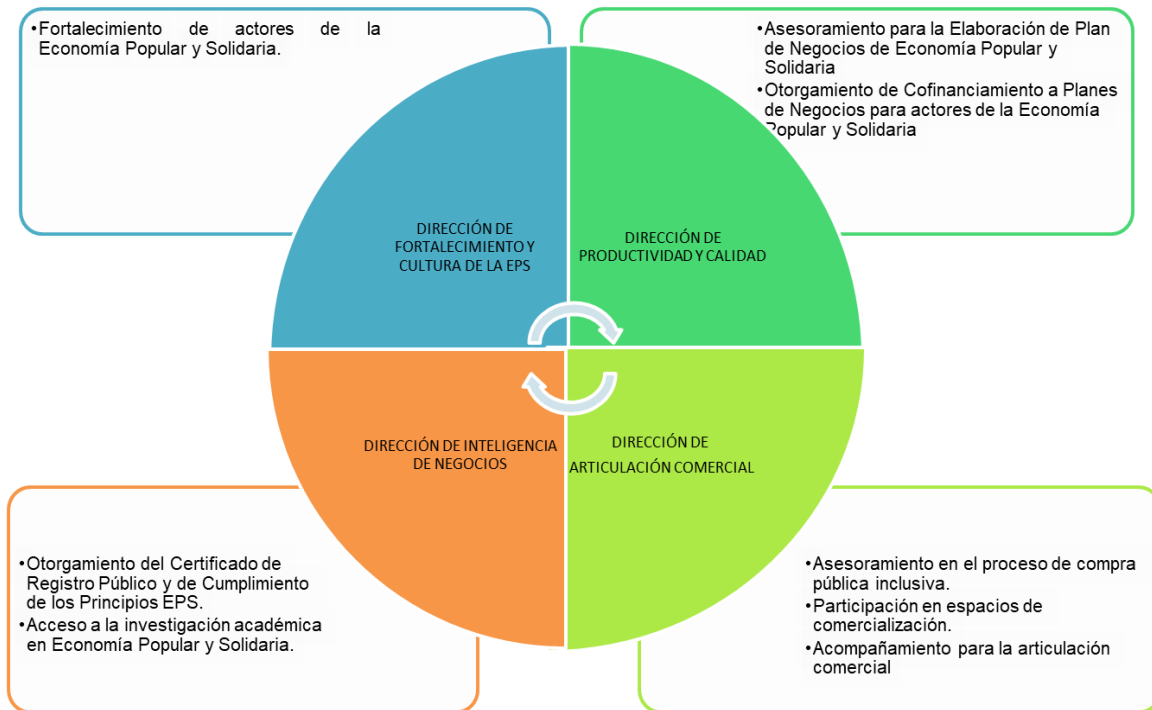 •Fortalecimiento de actores de la
Economía Popular y Solidaria.
•Asesoramiento para la Elaboración de Plan
de Negocios de Economía Popular y
Solidaria
•Otorgamiento de Cofinanciamiento a Planes
de Negocios para actores de la Economía
Popular y Solidaria
DIRECCIÓN DE
FORTALECIMIENTO Y
CULTURA DE LA EPS
DIRECCIÓN DE
PRODUCTIVIDAD Y CALIDAD
DIRECCIÓN DE INTELIGENCIA
DE NEGOCIOS
DIRECCIÓN DE
ARTICULACIÓN COMERCIAL
•Otorgamiento del Certificado de
Registro Público y de Cumplimiento
de los Principios EPS.
•Acceso a la investigación académica
en Economía Popular y Solidaria.
•Asesoramiento en el proceso de compra
pública inclusiva.
•Participación en espacios de
comercialización.
•Acompañamiento para la articulación
comercial